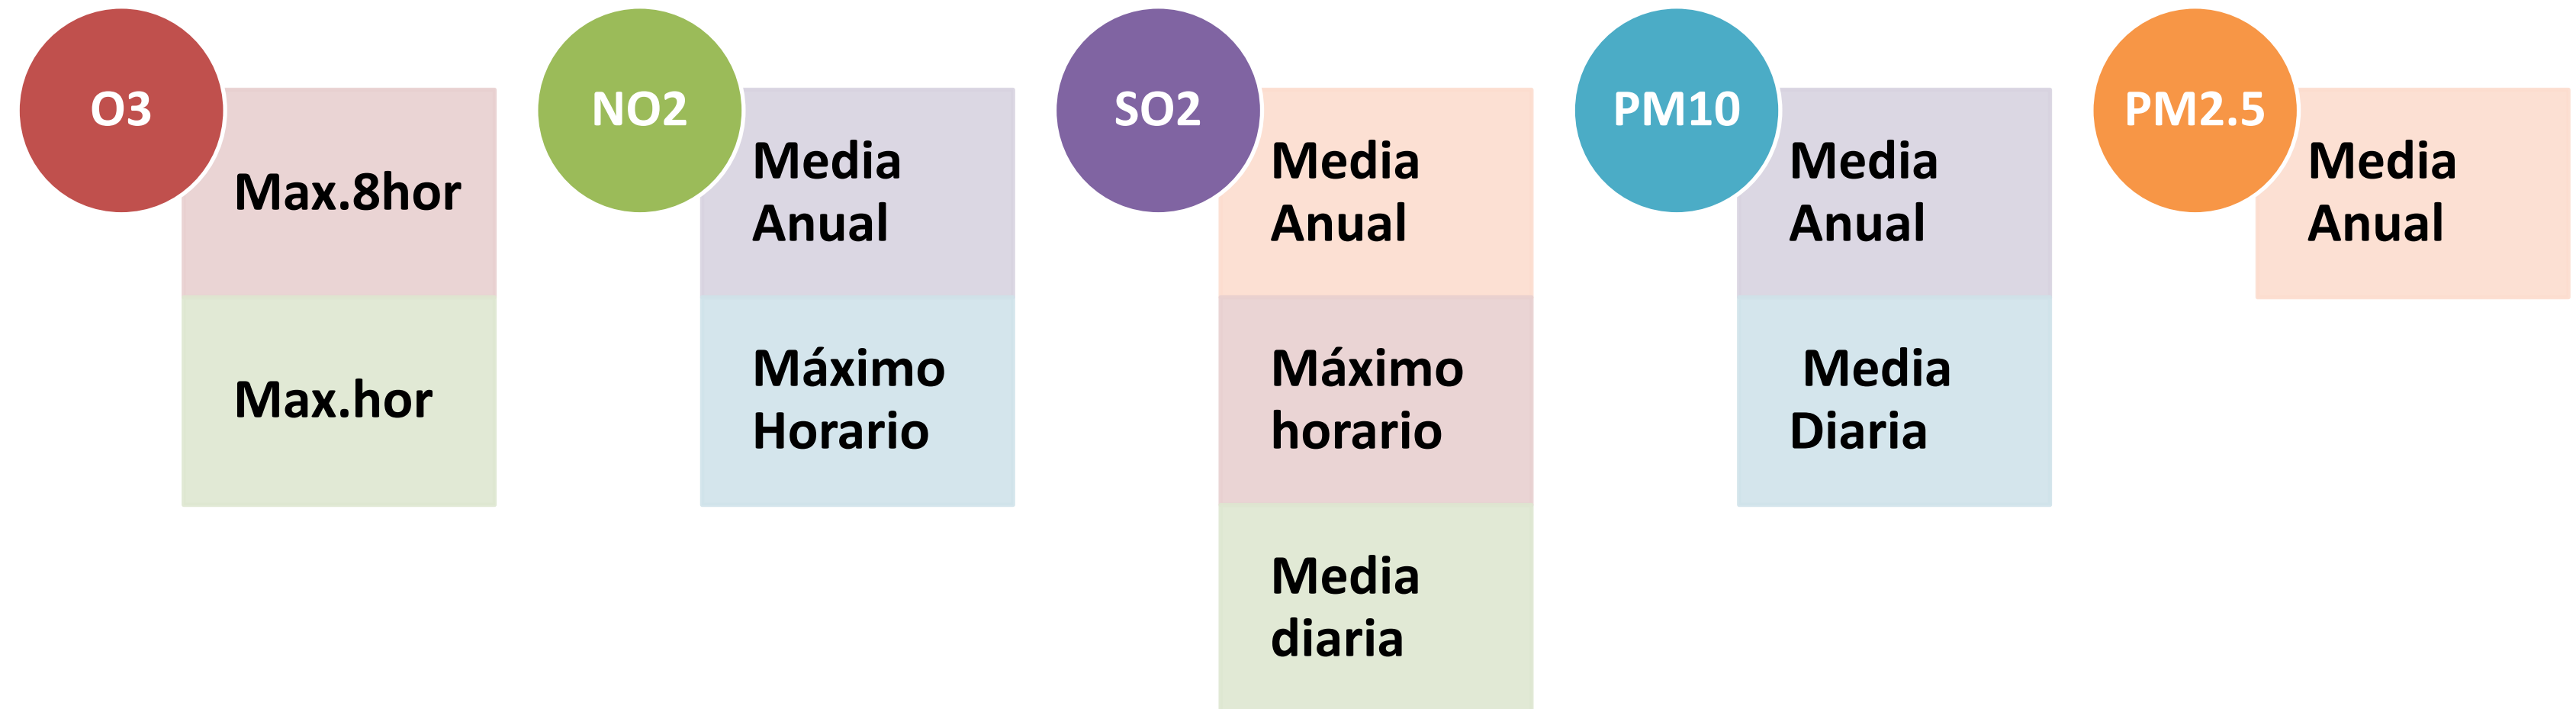 O3
Max.8hor
Max.hor
NO2
Media
Anual
Máximo
Horario
SO2
Media
Anual
Máximo
horario
Media
diaria
PM10
Media
Anual
Media
Diaria
PM2.5
Media
Anual